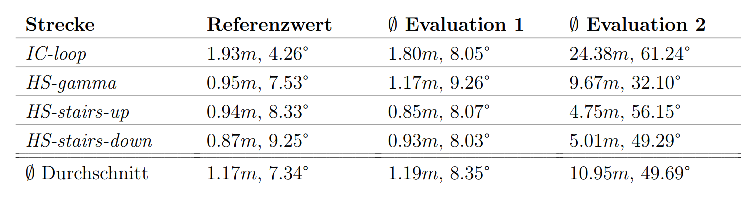 Strecke Referenzwert ∅ Evaluation 1 ∅ Evaluation 2
IC-loop 1.93m, 4.26° 1.80m, 8.05° 24.38m, 61.24°
HS-gamma 0.95m, 7.53° 1.17m, 9.26° 9.67m, 32.10°
HS-stairs-up 0.94m, 8.33° 0.85m, 8.07° 4.75m, 56.15°
HS-stairs-down 0.87m, 9.25° 0.93m, 8.03° 5.01m, 49.29°
∅ Durchschnitt 1.17m, 7.34° 1.19m, 8.35° 10.95m, 49.69°